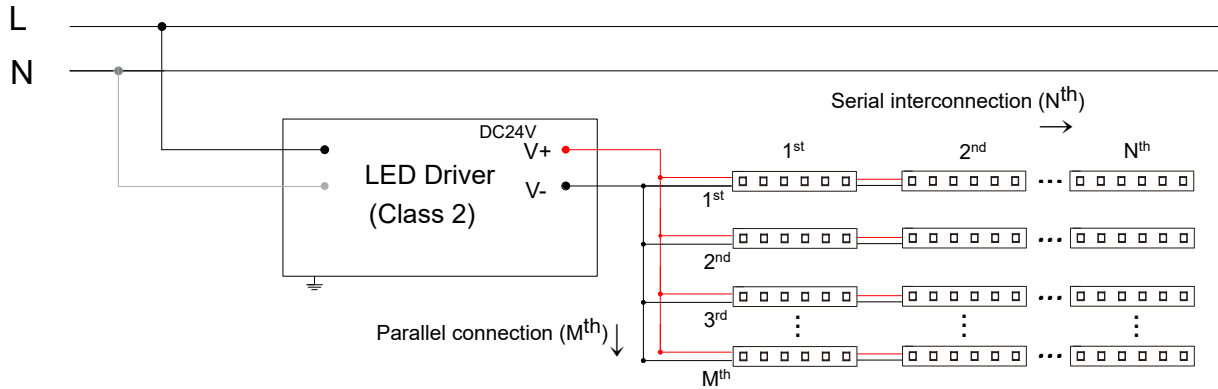 L
N
Serial interconnection (Nth)
1st
2nd
Nth
DC24V
V+
LED Driver
(Class 2)
V-
1st
2nd
3rd
Parallel connection (Mth)
Mth